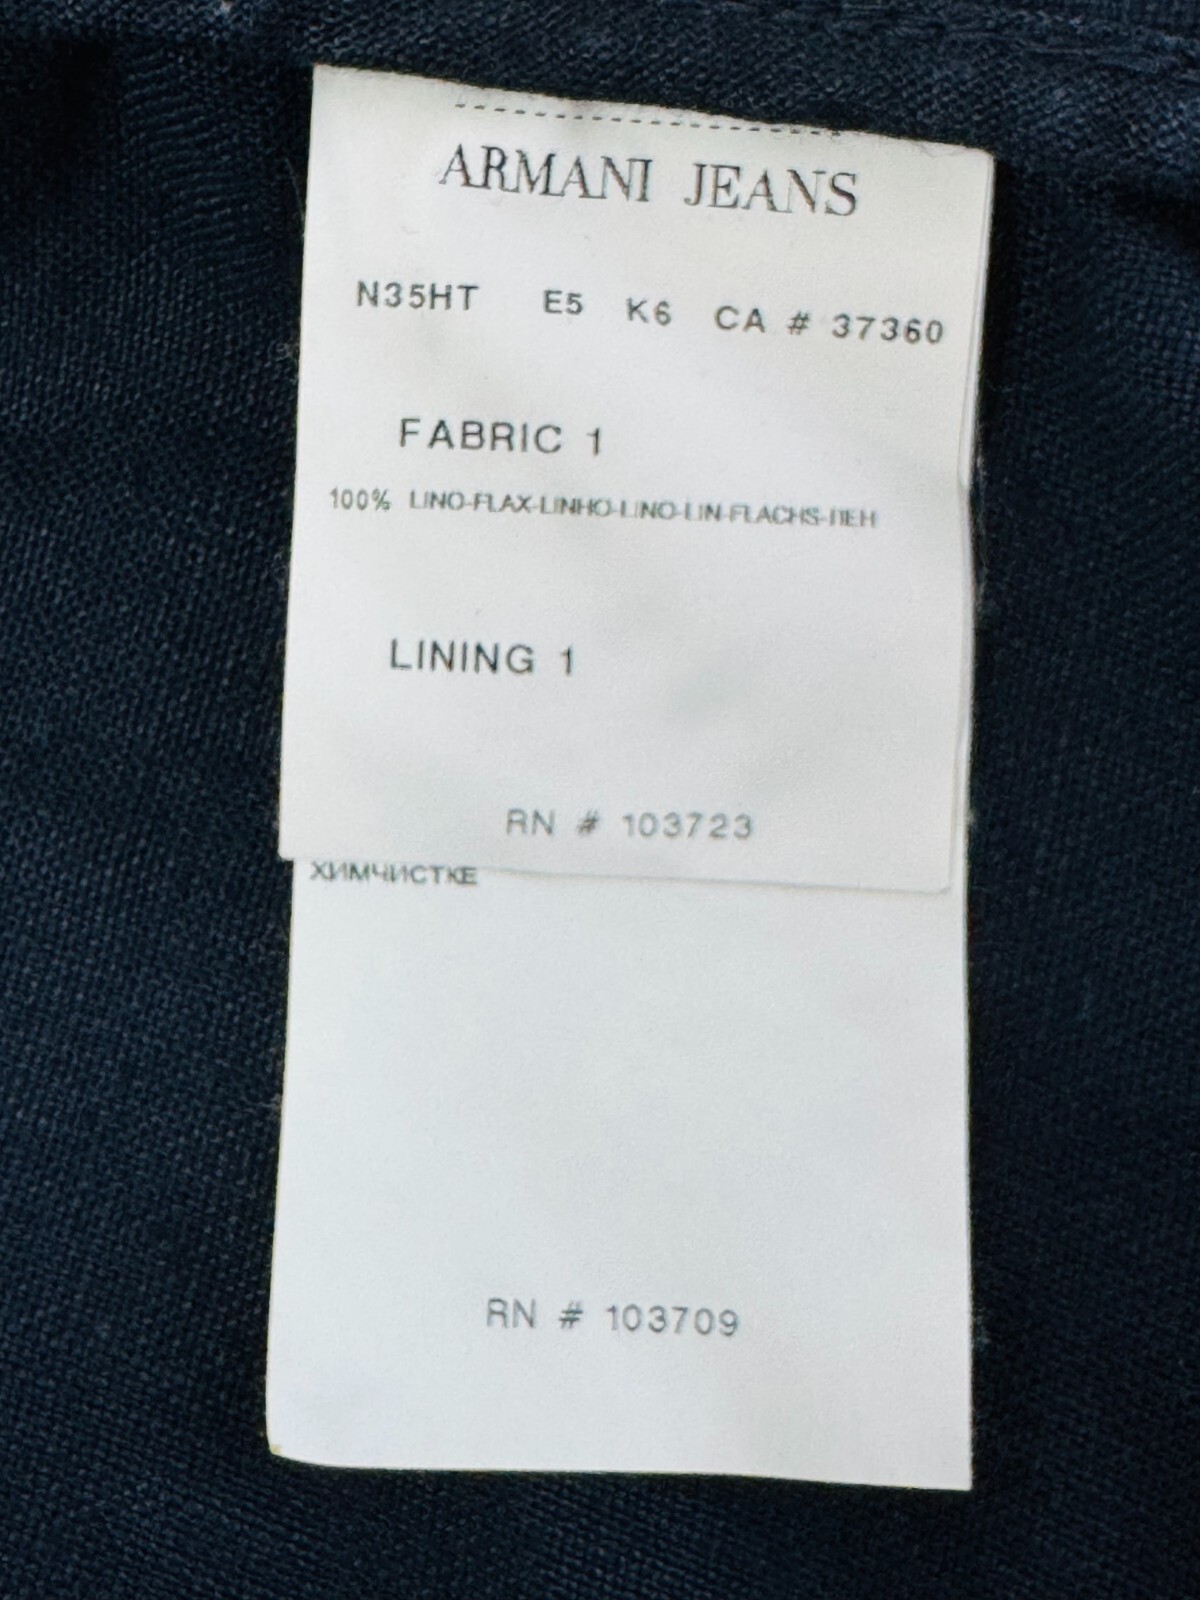 ARMANI JEANS
N35HT E5 K6 CA # 37360
FABRIC 1
100% LINO-FLAX-LINHO-LINO-LIN-FLACHS-ЛЕН
LINING 1
RN # 103723
ХИМЧИСТКЕ
RN # 103709